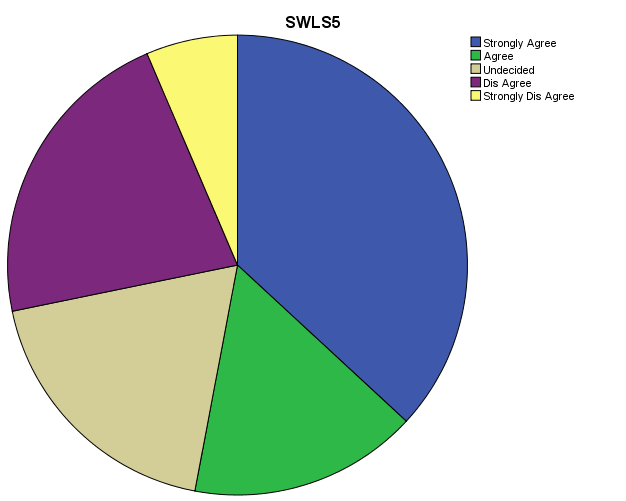 SWLS5
Strongly Agree
Agree
Undecided
Dis Agree
Strongly Dis Agree